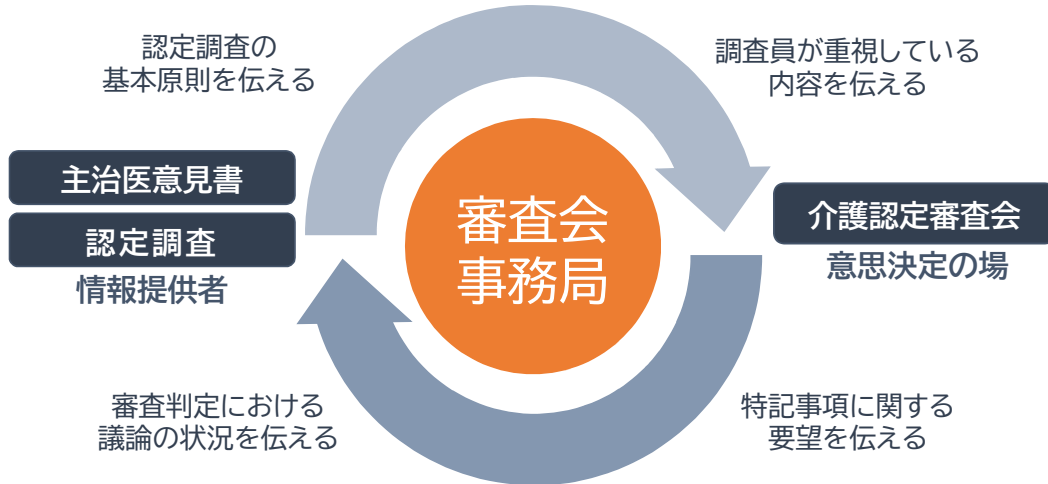 認定調査の
基本原則を伝える
調査員が重視している
内容を伝える
主治医意見書
認定調査
情報提供者
審査会
事務局
介護認定審査会
意思決定の場
審査判定における
議論の状況を伝える
特記事項に関する
要望を伝える